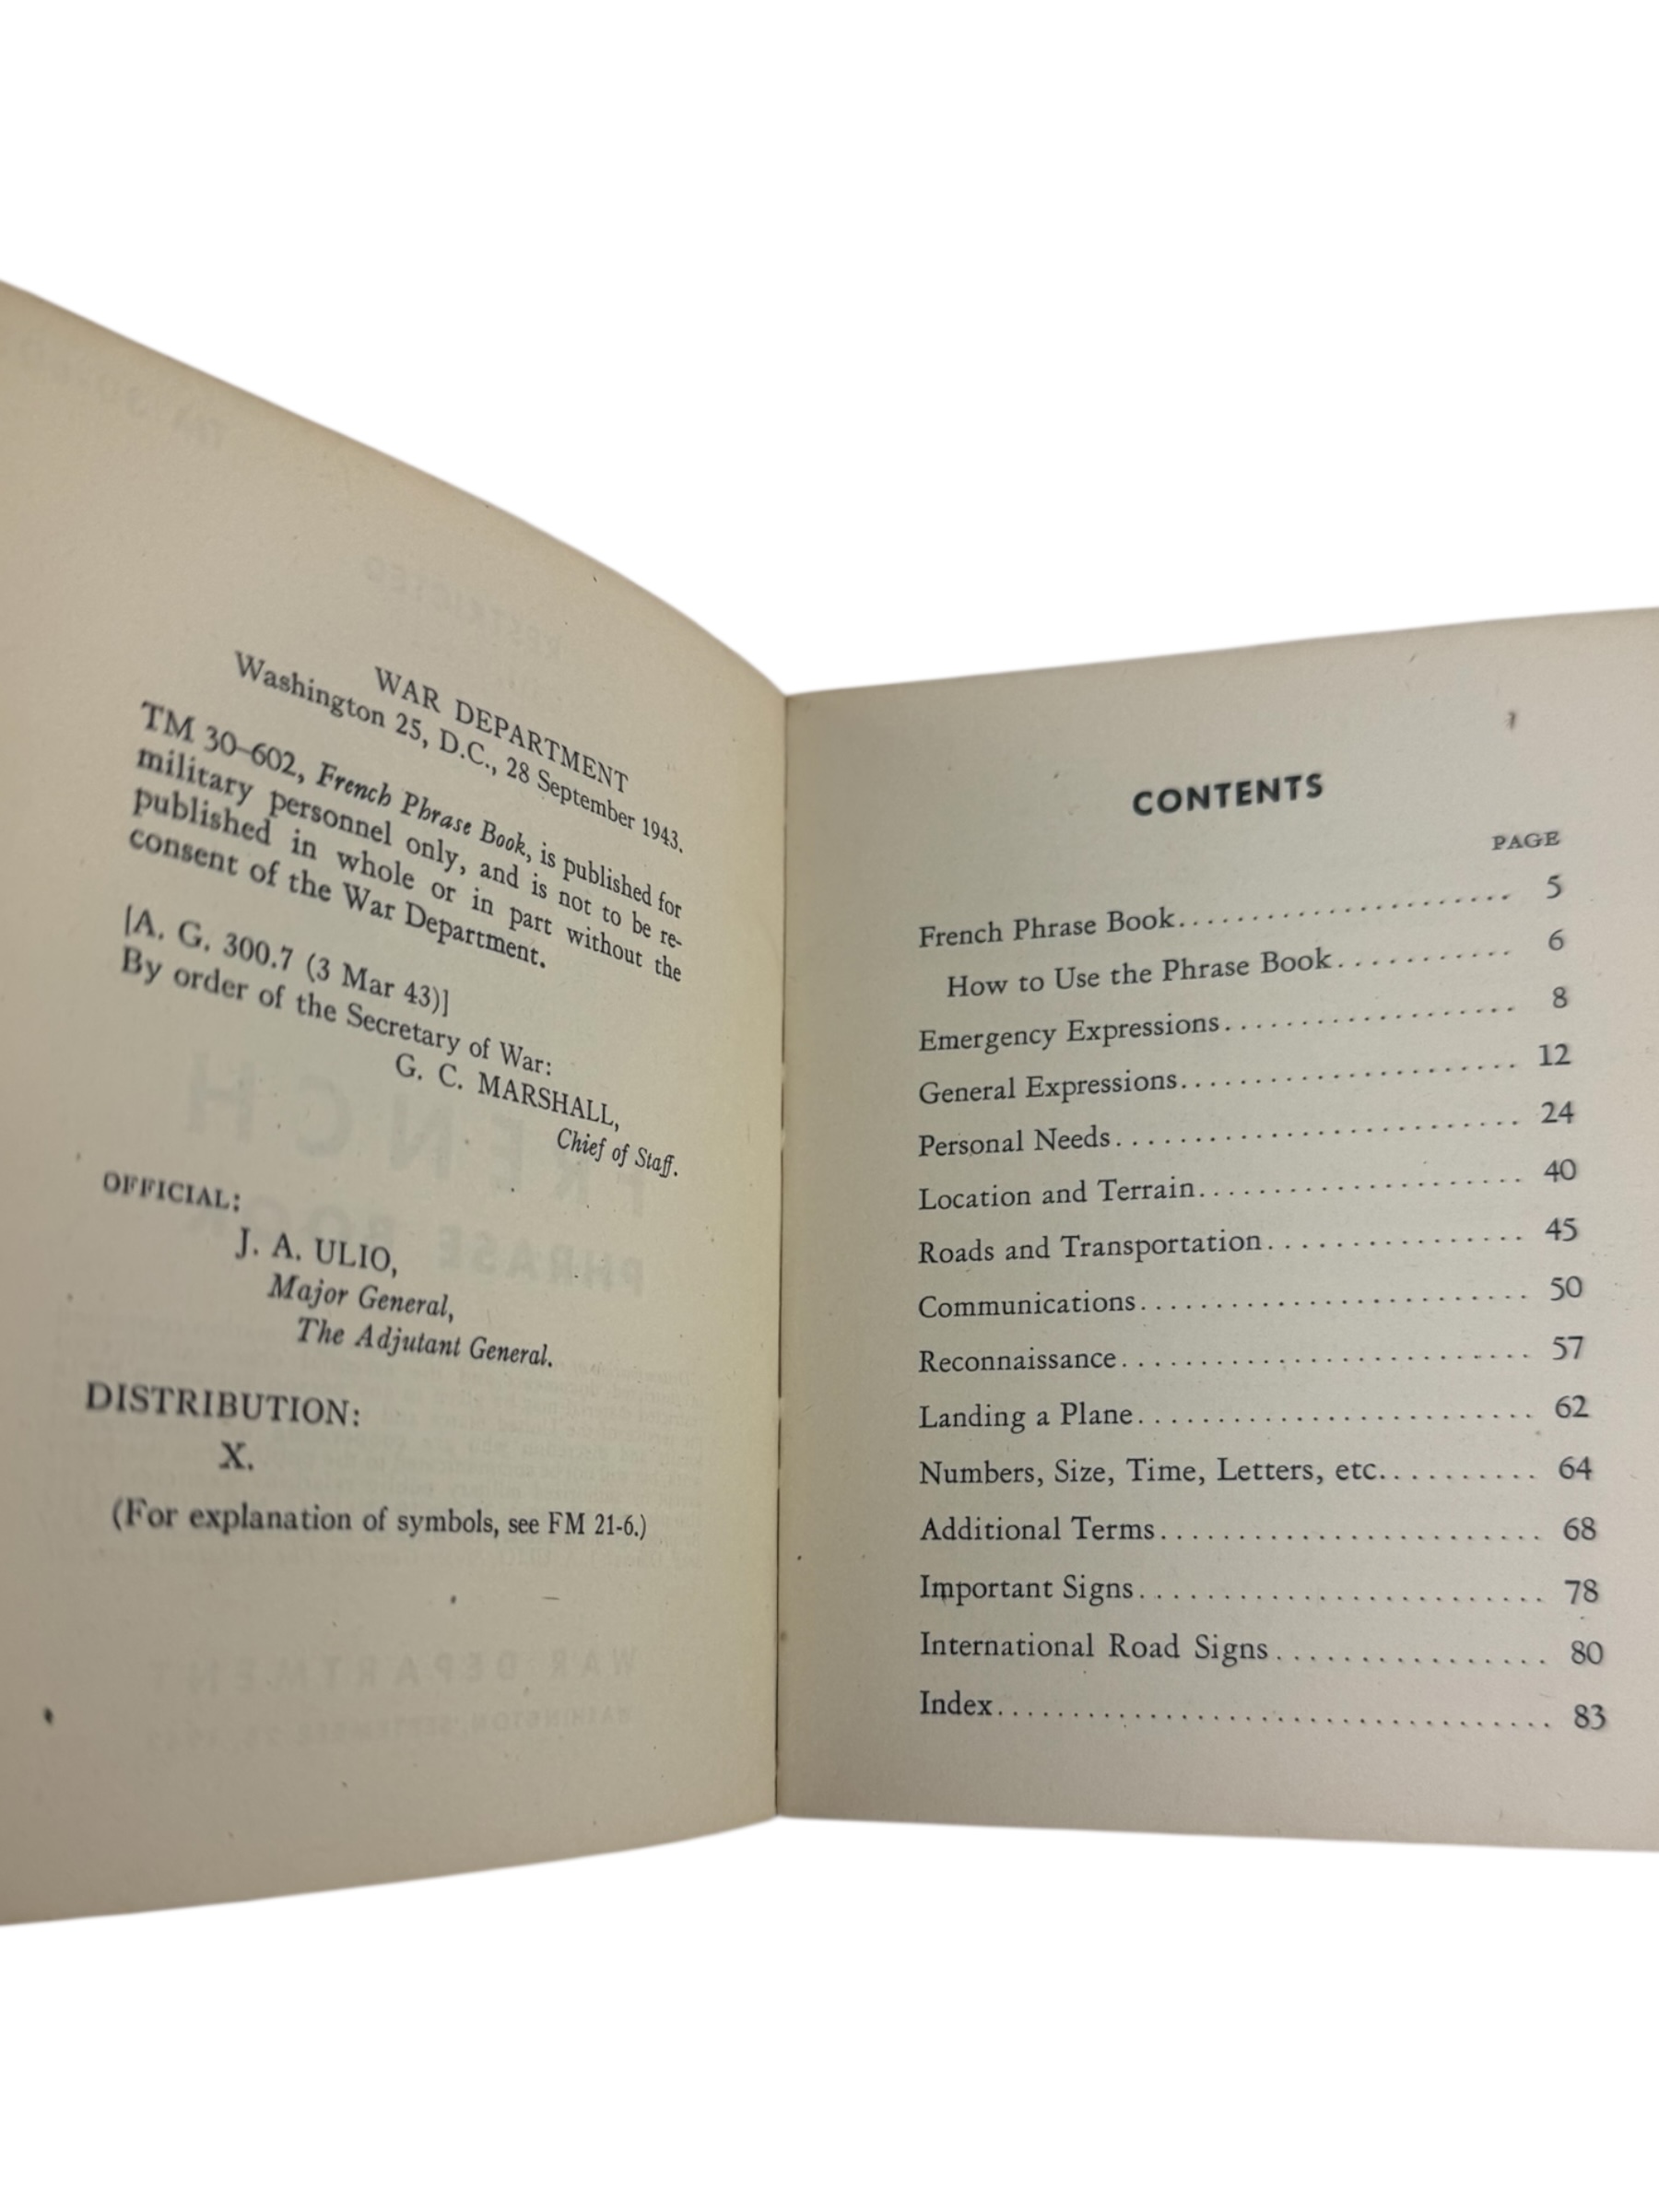 WAR DEPARTMENT
Washington 25, D.C., 28 September 1943.
TM 30–602, French Phrase Book, is published for
military personnel only, and is not to be re-
published in whole or in part without the
consent of the War Department.
[A. G. 300.7 (3 Mar 43)]
By order of the Secretary of War:
G. C. MARSHALL,
Chief of Staff.
OFFICIAL:
J. A. ULIO,
Major General,
The Adjutant General.
DISTRIBUTION:
X.
(For explanation of symbols, see FM 21-6.)
CONTENTS
PAGE
French Phrase Book...................... 5
How to Use the Phrase Book........... 6
Emergency Expressions................... 8
General Expressions...................... 12
Personal Needs........................... 24
Location and Terrain..................... 40
Roads and Transportation................ 45
Communications.......................... 50
Reconnaissance........................... 57
Landing a Plane.......................... 62
Numbers, Size, Time, Letters, etc.......... 64
Additional Terms......................... 68
Important Signs........................... 78
International Road Signs................ 80
Index.................................... 83